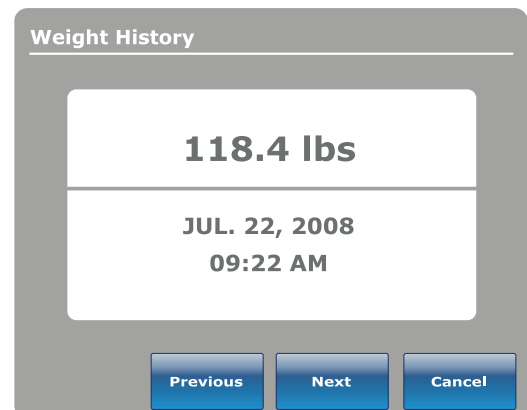 Weight History
118.4 lbs
JUL. 22, 2008
09:22 AM
Previous Next Cancel